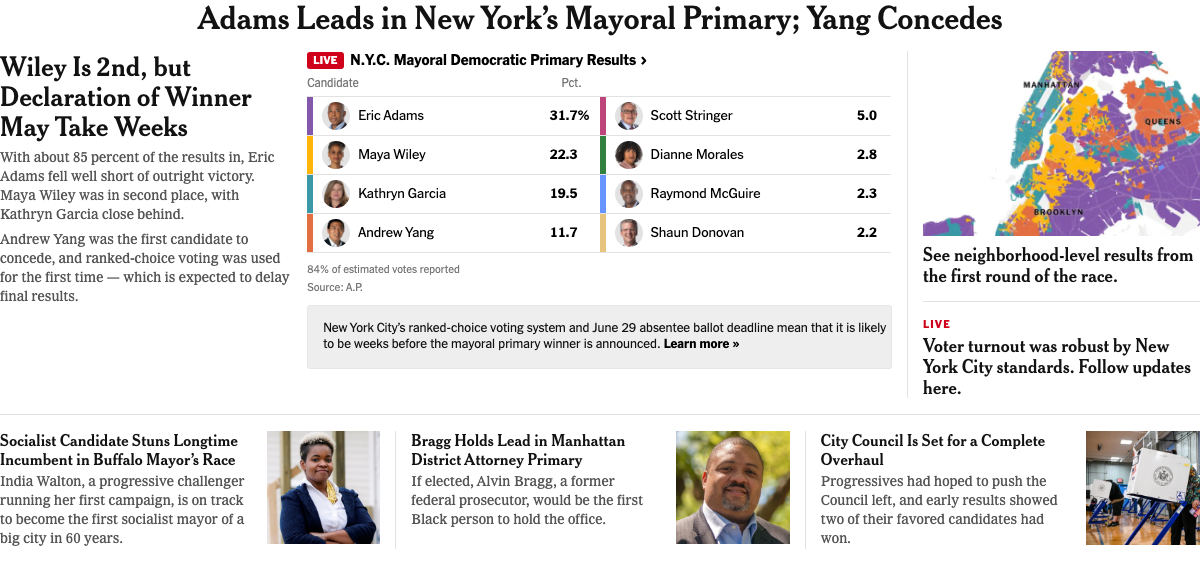 Adams Leads in New York's Mayoral Primary; Yang Concedes
Wiley Is 2nd, but
Declaration of Winner
May Take Weeks
With about 85 percent of the results in, Eric
Adams fell well short of outright victory.
Maya Wiley was in second place, with
Kathryn Garcia close behind.
Andrew Yang was the first candidate to
concede, and ranked-choice voting was used
for the first time — which is expected to delay
final results.
LIVE N.Y.C. Mayoral Democratic Primary Results ›
Candidate Pct.
Eric Adams 31.7%
Maya Wiley 22.3
Kathryn Garcia 19.5
Andrew Yang 11.7
Scott Stringer 5.0
Dianne Morales 2.8
Raymond McGuire 2.3
Shaun Donovan 2.2
84% of estimated votes reported
Source: A.P.
New York City's ranked-choice voting system and June 29 absentee ballot deadline mean that it is likely
to be weeks before the mayoral primary winner is announced. Learn more »
MANHATTAN
QUEENS
BROOKLYN
See neighborhood-level results from
the first round of the race.
LIVE
Voter turnout was robust by New
York City standards. Follow updates
here.
Socialist Candidate Stuns Longtime
Incumbent in Buffalo Mayor's Race
India Walton, a progressive challenger
running her first campaign, is on track
to become the first socialist mayor of a
big city in 60 years.
Bragg Holds Lead in Manhattan
District Attorney Primary
If elected, Alvin Bragg, a former
federal prosecutor, would be the first
Black person to hold the office.
City Council Is Set for a Complete
Overhaul
Progressives had hoped to push the
Council left, and early results showed
two of their favored candidates had
won.